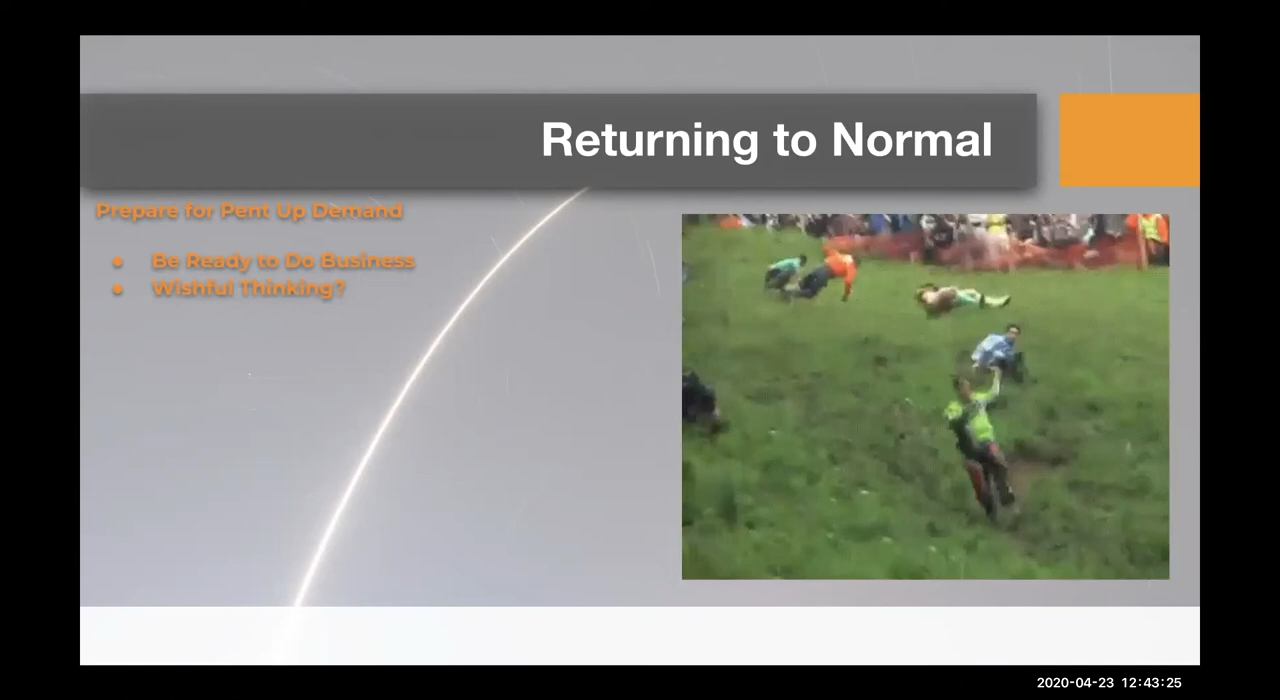 Returning to Normal
Prepare for Pent Up Demand
● Be Ready to Do Business
● Wishful Thinking?
2020-04-23 12:43:25